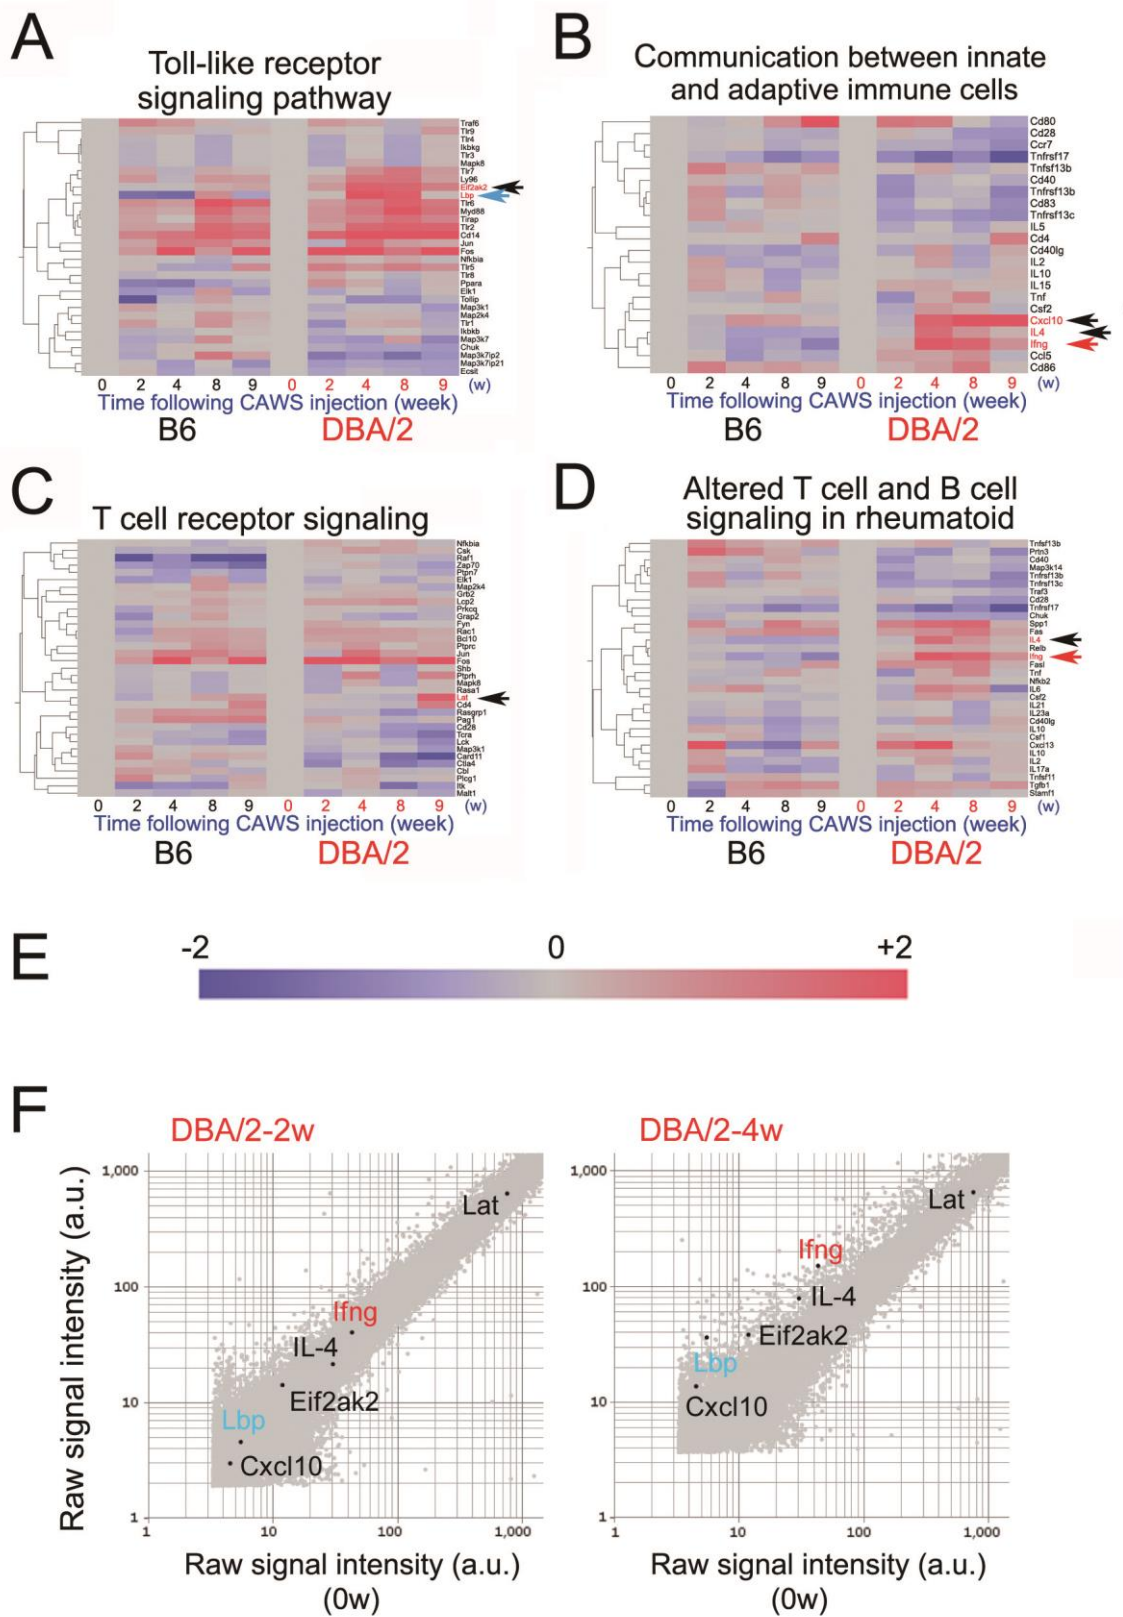 A
Toll-like receptor
signaling pathway
Traf6
Tlr9
Tlr4
Ikbkg
Tlr3
Mapk8
Tlr7
Ly96
Eif2ak2
Lbp
Tlr6
Myd88
Tirap
Tlr2
Cd14
Jun
Fos
Nfkbia
Tlr5
Tlr8
Ppara
Elk1
Tollip
Map3k1
Map2k4
Tlr1
Ikbkb
Map3k7
Chuk
Map3k7ip2
Map3k7ip21
Ecsit
0 2 4 8 9 0 2 4 8 9 (w)
Time following CAWS injection (week)
B6 DBA/2
B
Communication between innate
and adaptive immune cells
Cd80
Cd28
Ccr7
Tnfrsf17
Tnfsf13b
Cd40
Tnfrsf13b
Cd83
Tnfrsf13c
IL5
Cd4
Cd40lg
IL2
IL10
IL15
Tnf
Csf2
Cxcl10
IL4
Ifng
Ccl5
Cd86
0 2 4 8 9 0 2 4 8 9 (w)
Time following CAWS injection (week)
B6 DBA/2
C
T cell receptor signaling
Nfkbia
Csk
Raf1
Zap70
Ptpn7
Elk1
Map2k4
Grb2
Lcp2
Prkcq
Grap2
Fyn
Rac1
Bcl10
Ptprc
Jun
Fos
Shb
Ptprh
Mapk8
Rasa1
Lat
Cd4
Rasgrp1
Pag1
Cd28
Tcra
Lck
Map3k1
Card11
Ctla4
Cbl
Plcg1
Itk
Malt1
0 2 4 8 9 0 2 4 8 9 (w)
Time following CAWS injection (week)
B6 DBA/2
D
Altered T cell and B cell
signaling in rheumatoid
Tnfsf13b
Prtn3
Cd40
Map3k14
Tnfrsf13b
Tnfrsf13c
Traf3
Cd28
Tnfrsf17
Chuk
Spp1
Fas
IL4
Relb
Ifng
Fasl
Tnf
Nfkb2
IL6
Csf2
IL21
IL23a
Cd40lg
IL10
Csf1
Cxcl13
IL10
IL2
IL17a
Tnfsf11
Tgfb1
Slamf1
0 2 4 8 9 0 2 4 8 9 (w)
Time following CAWS injection (week)
B6 DBA/2
E
-2 0 +2
F
DBA/2-2w
Raw signal intensity (a.u.)
1,000
100
10
1
Lat
Ifng
IL-4
Eif2ak2
Lbp
Cxcl10
1 10 100 1,000
Raw signal intensity (a.u.)
(0w)
DBA/2-4w
1,000
100
10
1
Lat
Ifng
IL-4
Eif2ak2
Lbp
Cxcl10
1 10 100 1,000
Raw signal intensity (a.u.)
(0w)